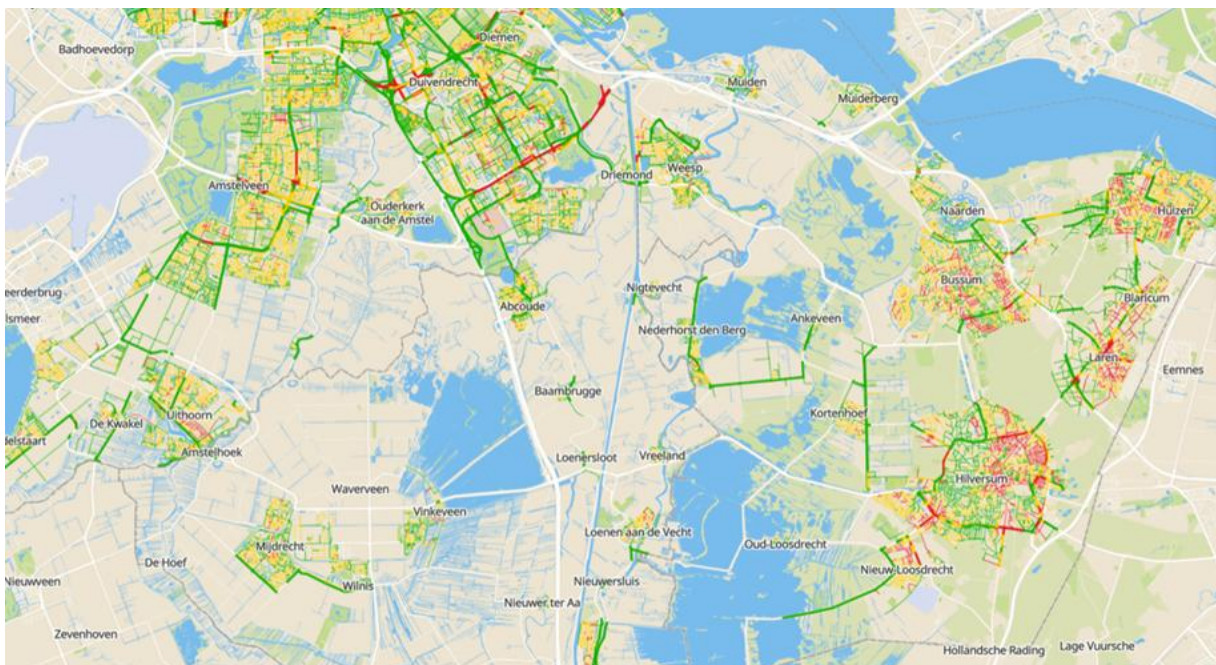 Badhoevedorp
Diemen
Duivendrecht
Muiden
Muiderberg
Amstelveen
Driemond
Weesp
Ouderkerk
aan de Amstel
Naarden
Huizen
Bussum
eerderbrug
Abcoude
Nigtevecht
Blaricum
lsmeer
Nederhorst den Berg
Ankeveen
Laren
Eemnes
Baambrugge
Uithoorn
De Kwakel
Kortenhoef
delstaart
Amstelhoek
Loenersloot
Vreeland
Hilversum
Waverveen
Vinkeveen
Loenen aan de Vecht
Oud-Loosdrecht
Mijdrecht
De Hoef
Nieuw-Loosdrecht
Nieuwveen
Wilnis
Nieuwersluis
Nieuwer ter Aa
Zevenhoven
Hollandsche Rading
Lage Vuursche